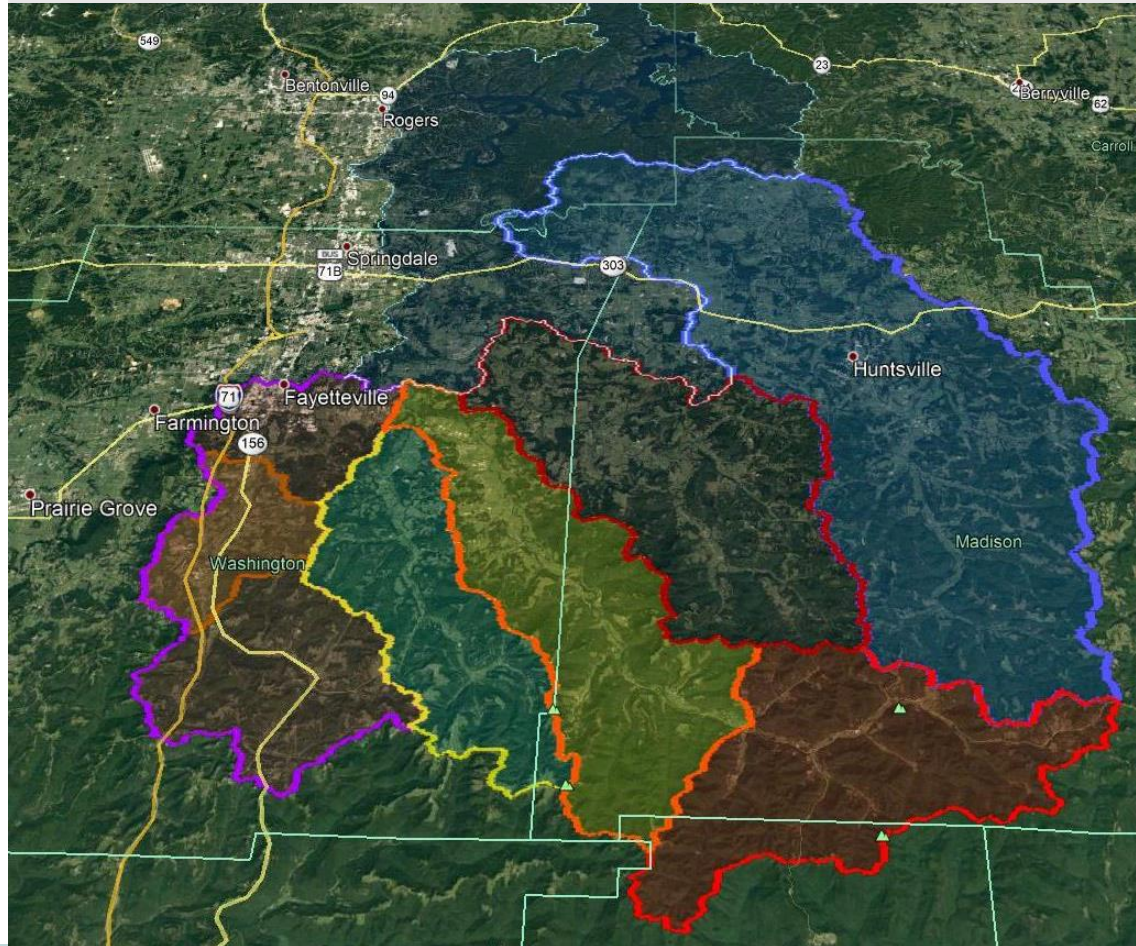 549
Bentonville
94
Rogers
23
Berryville
62
Carroll
Springdale
BUS
71B
303
Huntsville
71
Fayetteville
Farmington
156
Prairie Grove
Washington
Madison